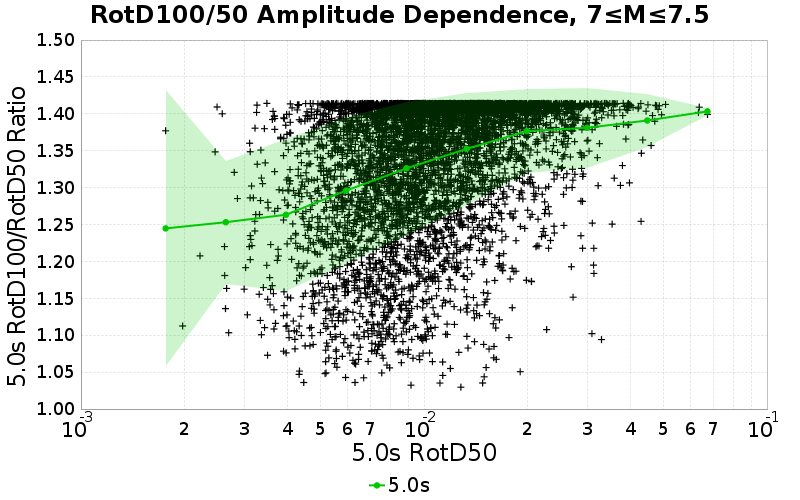 RotD100/50 Amplitude Dependence, 7≤M≤7.5
5.0s RotD100/RotD50 Ratio
1.50
1.45
1.40
1.35
1.30
1.25
1.20
1.15
1.10
1.05
1.00
10^-3 2 3 4 5 6 7 10^-2 2 3 4 5 6 7 10^-1
5.0s RotD50
5.0s